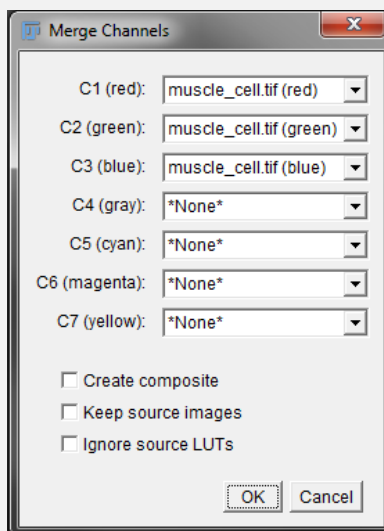 Merge Channels
X
C1 (red): muscle_cell.tif (red)
C2 (green): muscle_cell.tif (green)
C3 (blue): muscle_cell.tif (blue)
C4 (gray): *None*
C5 (cyan): *None*
C6 (magenta): *None*
C7 (yellow): *None*
Create composite
Keep source images
Ignore source LUTs
OK Cancel